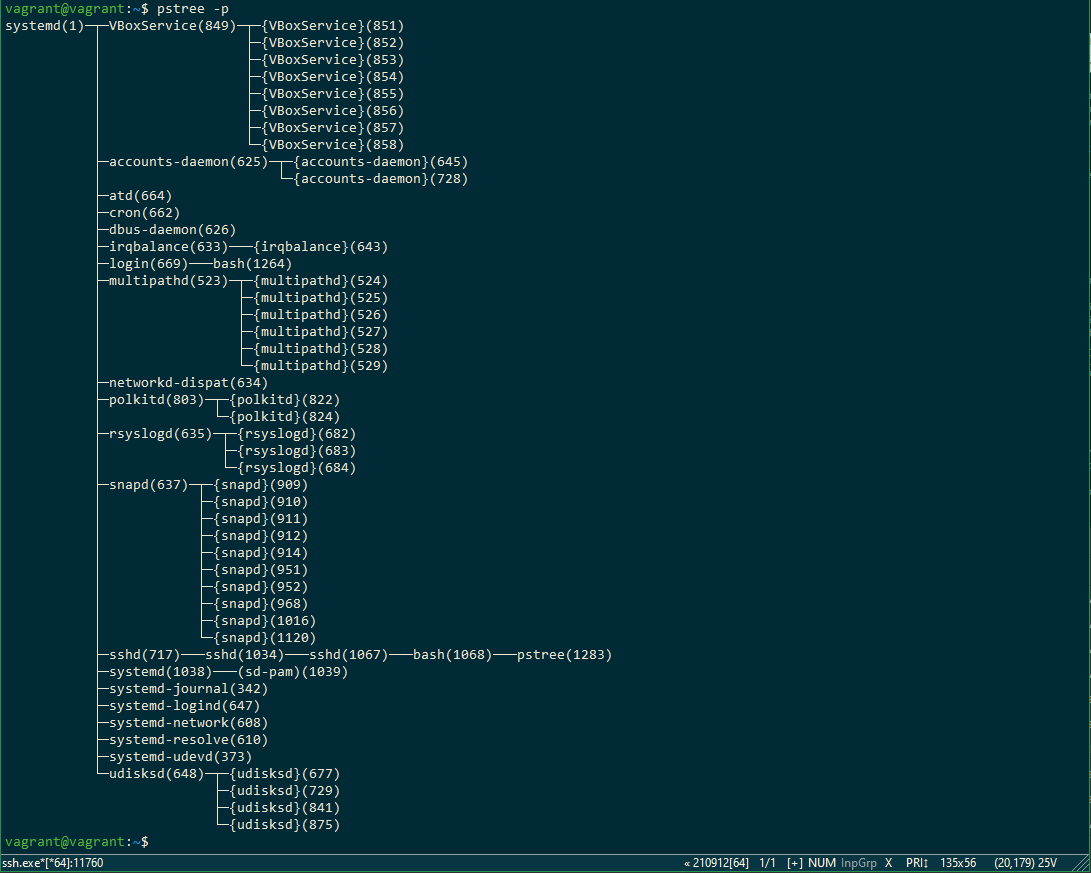 vagrant@vagrant:~$ pstree -p
systemd(1)─┬─VBoxService(849)─┬─{VBoxService}(851)
           │                  ├─{VBoxService}(852)
           │                  ├─{VBoxService}(853)
           │                  ├─{VBoxService}(854)
           │                  ├─{VBoxService}(855)
           │                  ├─{VBoxService}(856)
           │                  ├─{VBoxService}(857)
           │                  └─{VBoxService}(858)
           ├─accounts-daemon(625)─┬─{accounts-daemon}(645)
           │                      └─{accounts-daemon}(728)
           ├─atd(664)
           ├─cron(662)
           ├─dbus-daemon(626)
           ├─irqbalance(633)───{irqbalance}(643)
           ├─login(669)───bash(1264)
           ├─multipathd(523)─┬─{multipathd}(524)
           │                 ├─{multipathd}(525)
           │                 ├─{multipathd}(526)
           │                 ├─{multipathd}(527)
           │                 ├─{multipathd}(528)
           │                 └─{multipathd}(529)
           ├─networkd-dispat(634)
           ├─polkitd(803)─┬─{polkitd}(822)
           │              └─{polkitd}(824)
           ├─rsyslogd(635)─┬─{rsyslogd}(682)
           │               ├─{rsyslogd}(683)
           │               └─{rsyslogd}(684)
           ├─snapd(637)─┬─{snapd}(909)
           │            ├─{snapd}(910)
           │            ├─{snapd}(911)
           │            ├─{snapd}(912)
           │            ├─{snapd}(914)
           │            ├─{snapd}(951)
           │            ├─{snapd}(952)
           │            ├─{snapd}(968)
           │            ├─{snapd}(1016)
           │            └─{snapd}(1120)
           ├─sshd(717)───sshd(1034)───sshd(1067)───bash(1068)───pstree(1283)
           ├─systemd(1038)───(sd-pam)(1039)
           ├─systemd-journal(342)
           ├─systemd-logind(647)
           ├─systemd-network(608)
           ├─systemd-resolve(610)
           ├─systemd-udevd(373)
           └─udisksd(648)─┬─{udisksd}(677)
                          ├─{udisksd}(729)
                          ├─{udisksd}(841)
                          └─{udisksd}(875)
vagrant@vagrant:~$
ssh.exe*[*64]:11760 « 210912[64] 1/1 [+] NUM InpGrp X PRI↕ 135x56 (20,179) 25V